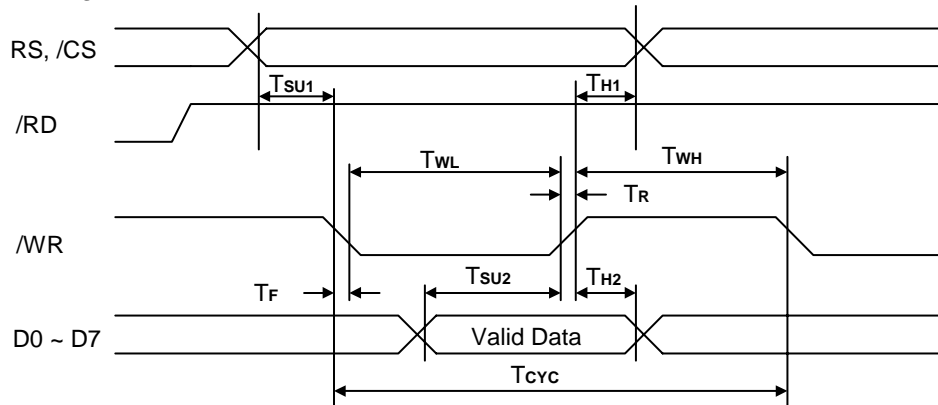 RS, /CS
TSU1
TH1
/RD
TWL
TWH
TR
/WR
TF
TSU2
TH2
D0 ~ D7
Valid Data
TCYC